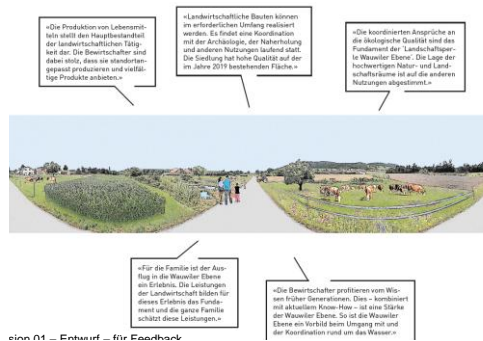 «Die Produktion von Lebensmit-
teln stellt den Hauptbestandteil
der landwirtschaftlichen Tätig-
keit dar. Die Bewirtschafter sind
dabei stolz, dass sie standortan-
gepasst produzieren und vielfäl-
tige Produkte anbieten.»
«Landwirtschaftliche Bauten können
im erforderlichen Umfang realisiert
werden. Es findet eine Koordination
mit der Archäologie, der Naherholung
und anderen Nutzungen laufend statt.
Die Siedlung hat hohe Qualität auf der
im Jahre 2019 bestehenden Fläche.»
«Die koordinierten Ansprüche an
die ökologische Qualität sind das
Fundament der 'Landschaftsper-
le Wauwiler Ebene'. Die Lage der
hochwertigen Natur- und Land-
schaftsräume ist auf die anderen
Nutzungen abgestimmt.»
«Für die Familie ist der Aus-
flug in die Wauwiler Ebene
ein Erlebnis. Die Leistungen
der Landwirtschaft bilden für
dieses Erlebnis das Funda-
ment und die ganze Familie
schätzt diese Leistungen.»
«Die Bewirtschafter profitieren vom Wis-
sen früher Generationen. Dies – kombiniert
mit aktuellem Know-How – ist eine Stärke
der Wauwiler Ebene. So ist die Wauwiler
Ebene ein Vorbild beim Umgang mit und
der Koordination rund um das Wasser.»
sion 01 – Entwurf – für Feedback